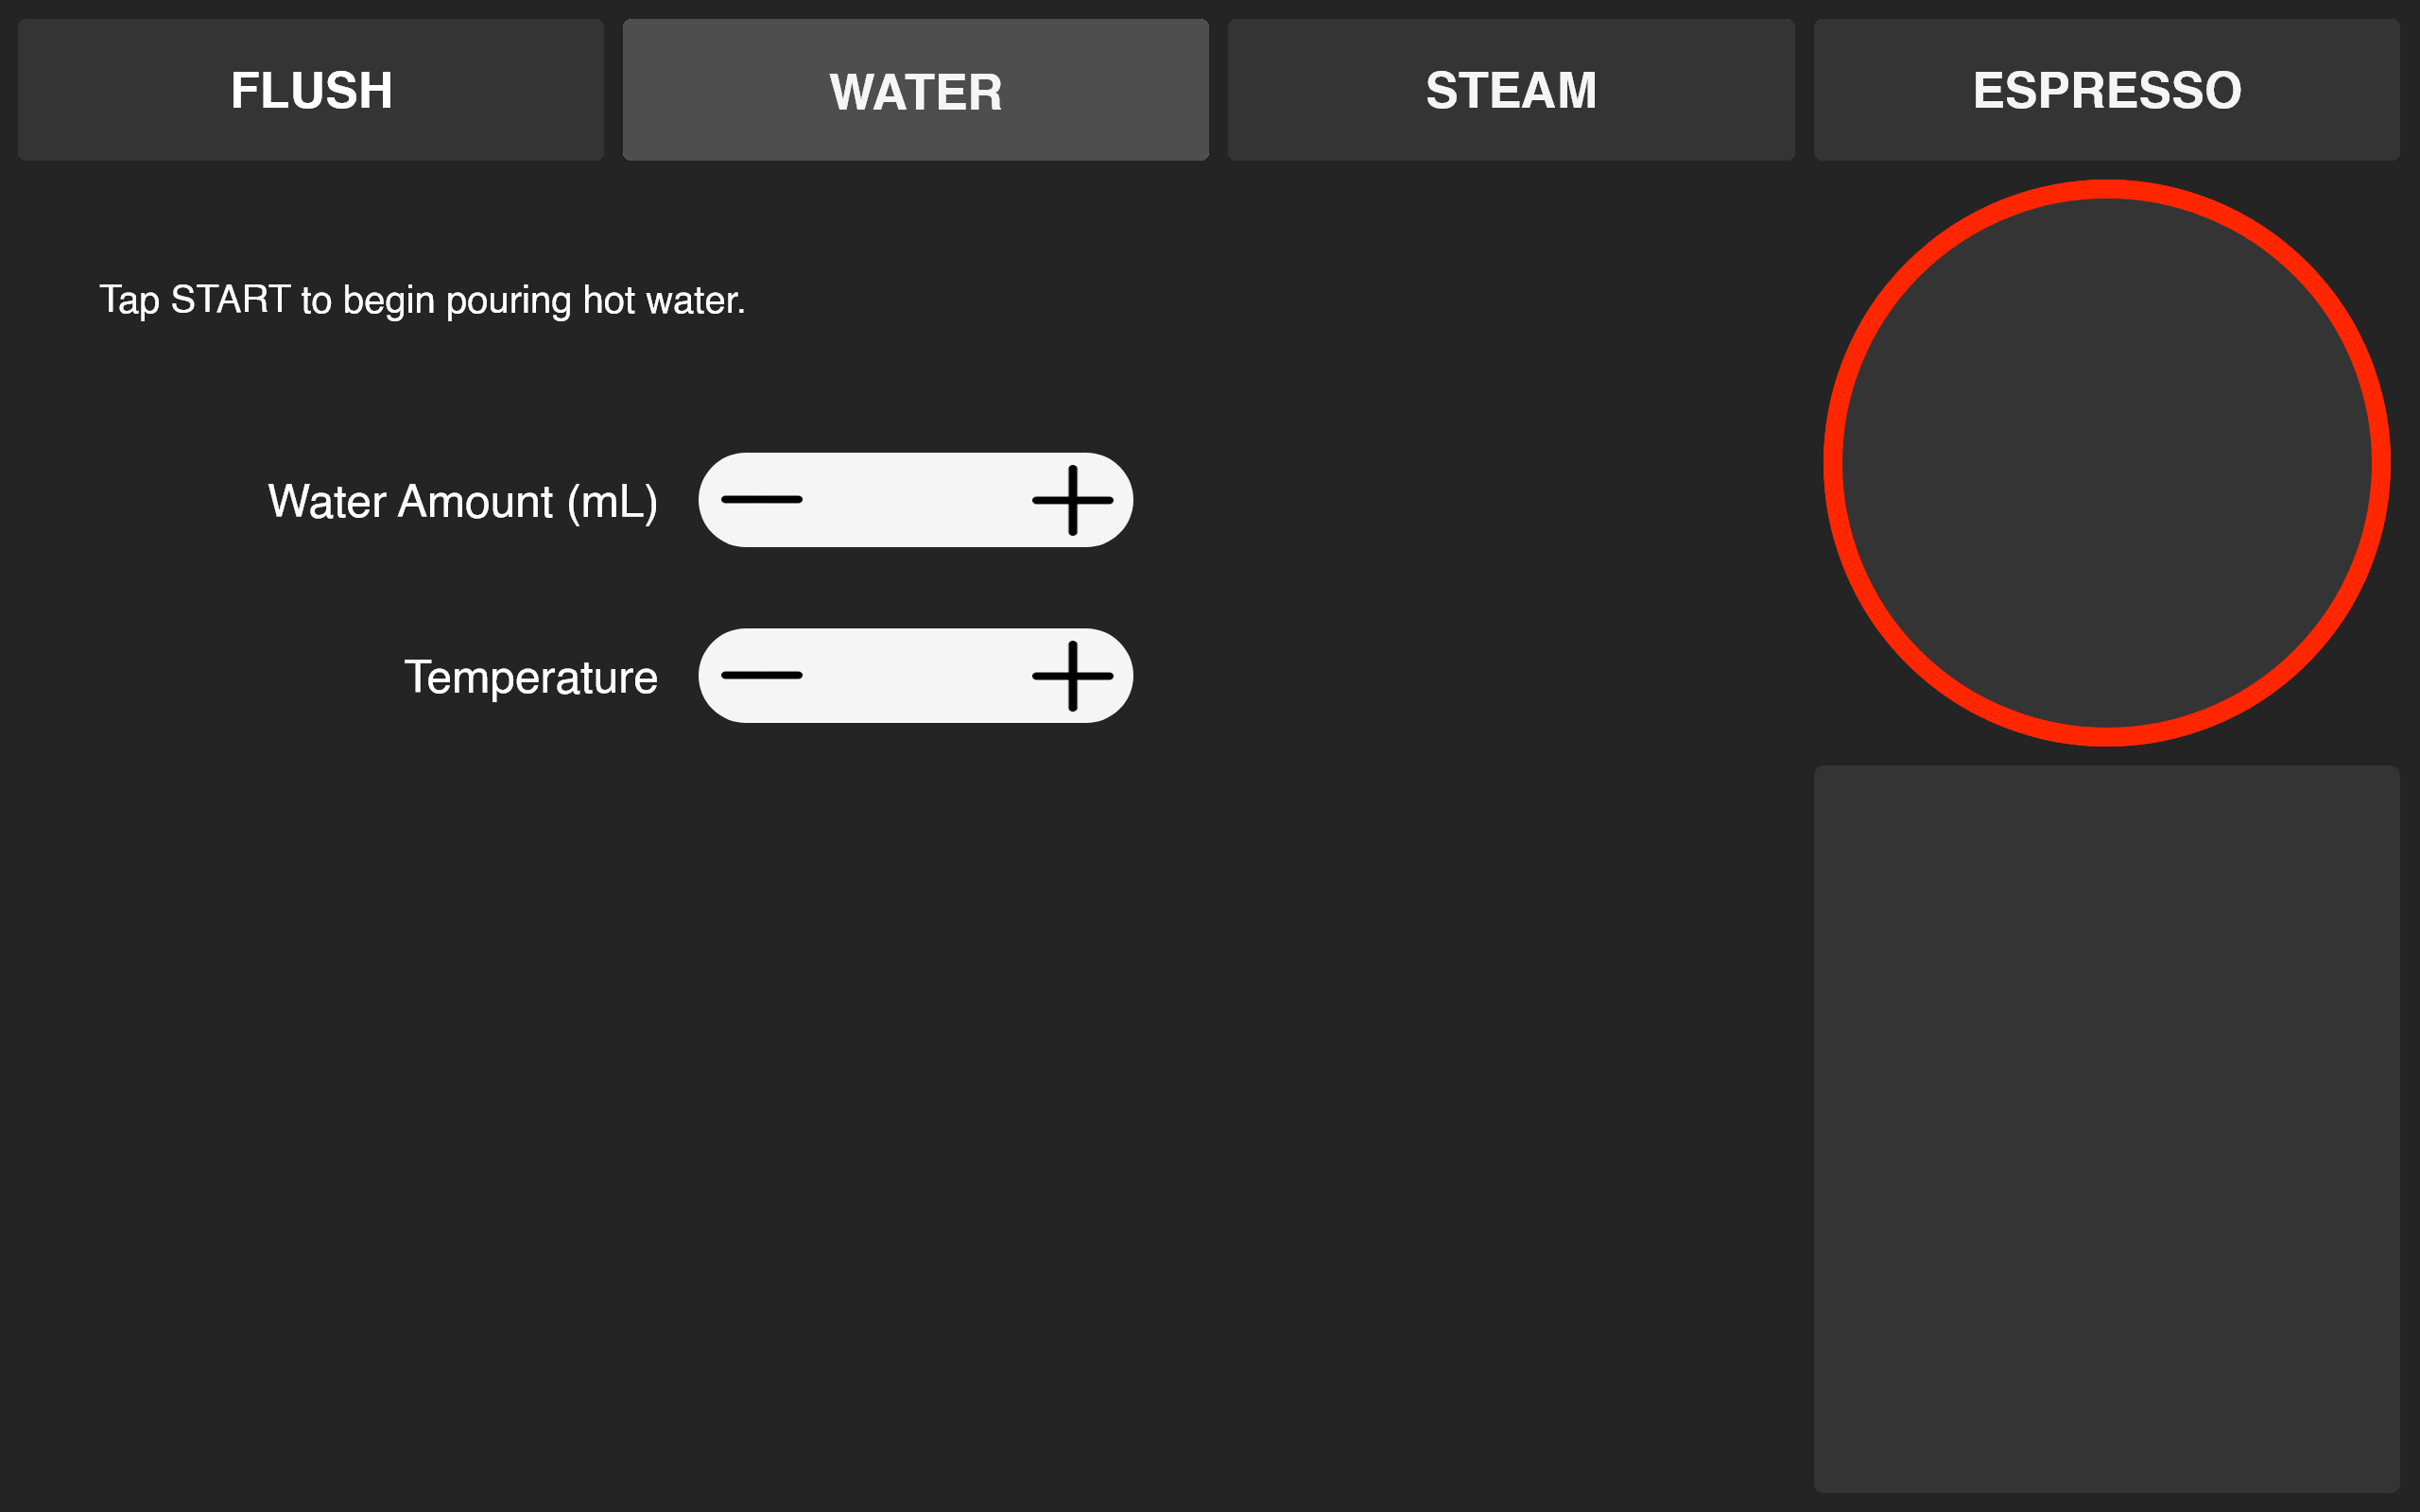 FLUSH
WATER
STEAM
ESPRESSO
Tap START to begin pouring hot water.
Water Amount (mL)
Temperature